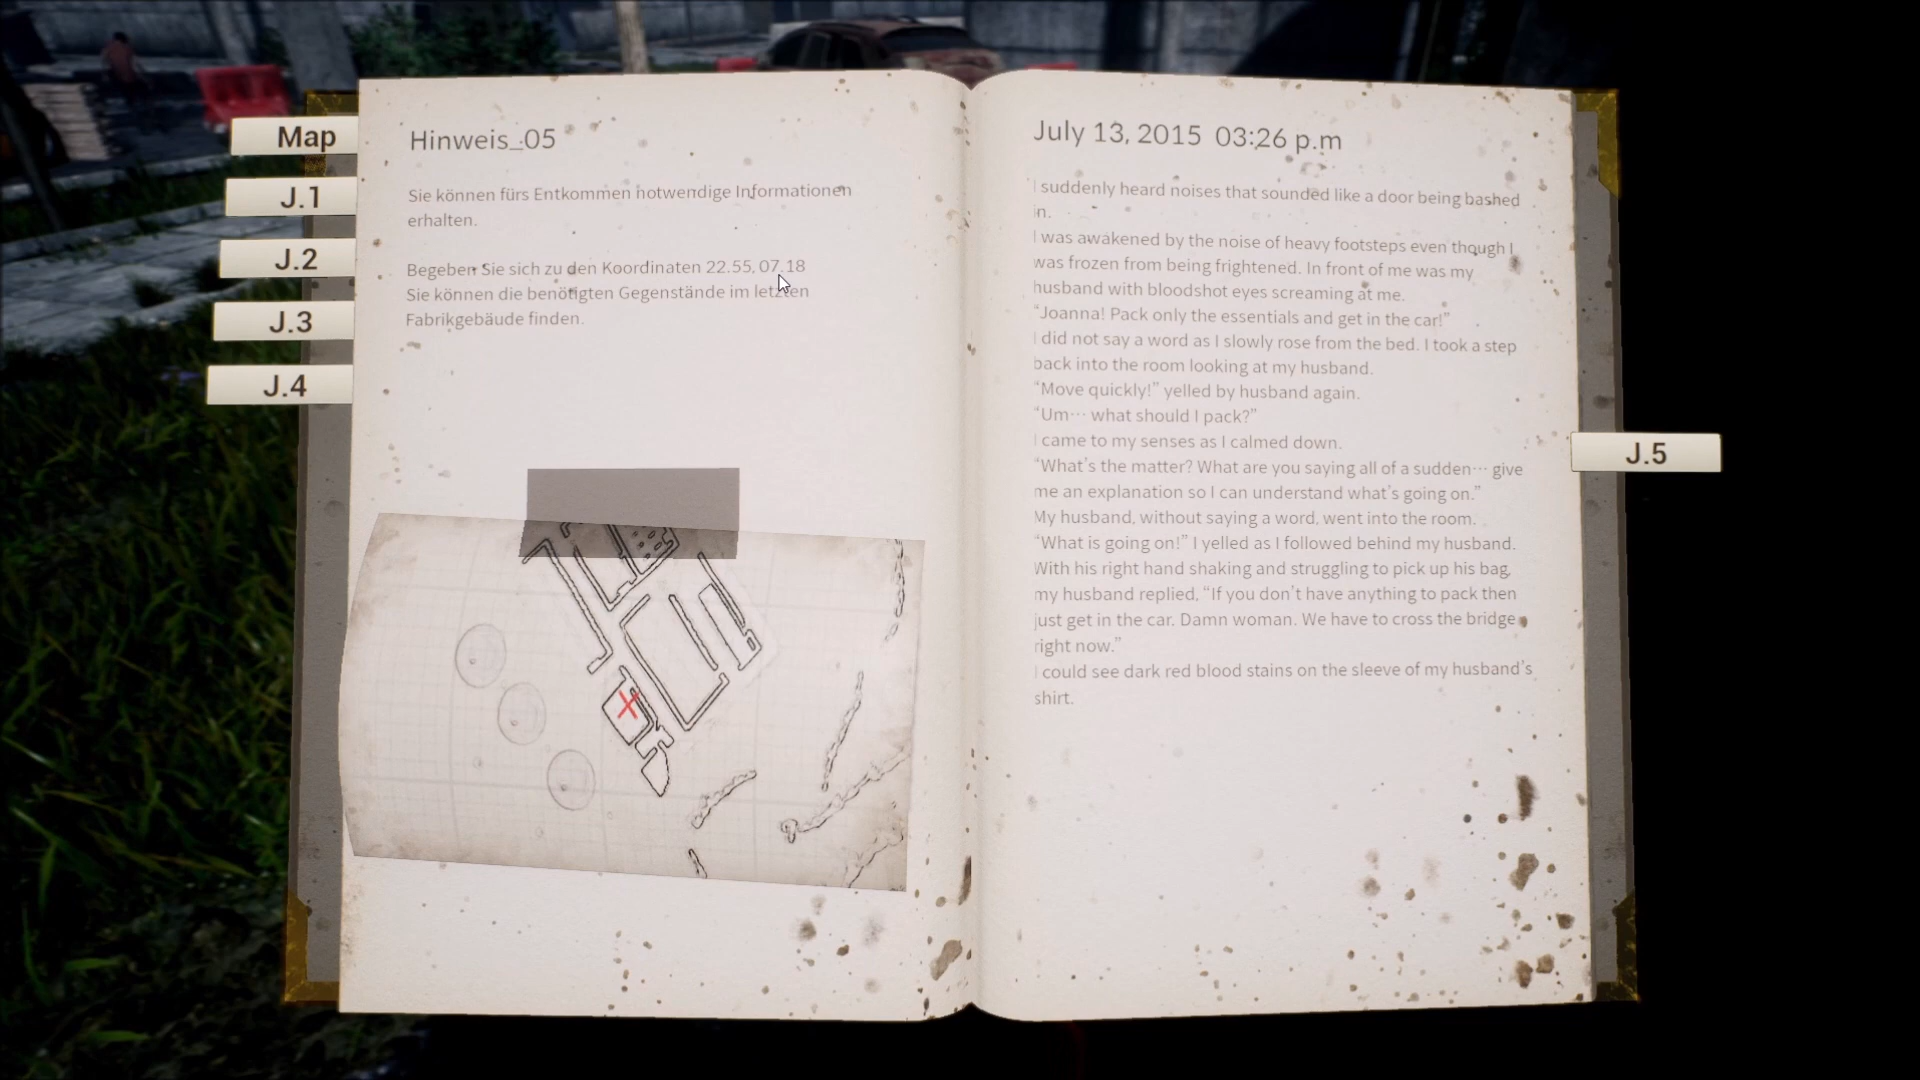 Map
J.1
J.2
J.3
J.4
Hinweis_05
Sie können fürs Entkommen notwendige Informationen
erhalten.
Begeben Sie sich zu den Koordinaten 22.55, 07.18
Sie können die benötigten Gegenstände im letzten
Fabrikgebäude finden.
July 13, 2015 03:26 p.m
I suddenly heard noises that sounded like a door being bashed
in.
I was awakened by the noise of heavy footsteps even though I
was frozen from being frightened. In front of me was my
husband with bloodshot eyes screaming at me.
“Joanna! Pack only the essentials and get in the car!”
I did not say a word as I slowly rose from the bed. I took a step
back into the room looking at my husband.
“Move quickly!” yelled by husband again.
“Um··· what should I pack?”
I came to my senses as I calmed down.
“What's the matter? What are you saying all of a sudden··· give
me an explanation so I can understand what's going on.”
My husband, without saying a word, went into the room.
“What is going on!” I yelled as I followed behind my husband.
With his right hand shaking and struggling to pick up his bag,
my husband replied, “If you don't have anything to pack then
just get in the car. Damn woman. We have to cross the bridge
right now.”
I could see dark red blood stains on the sleeve of my husband's
shirt.
J.5